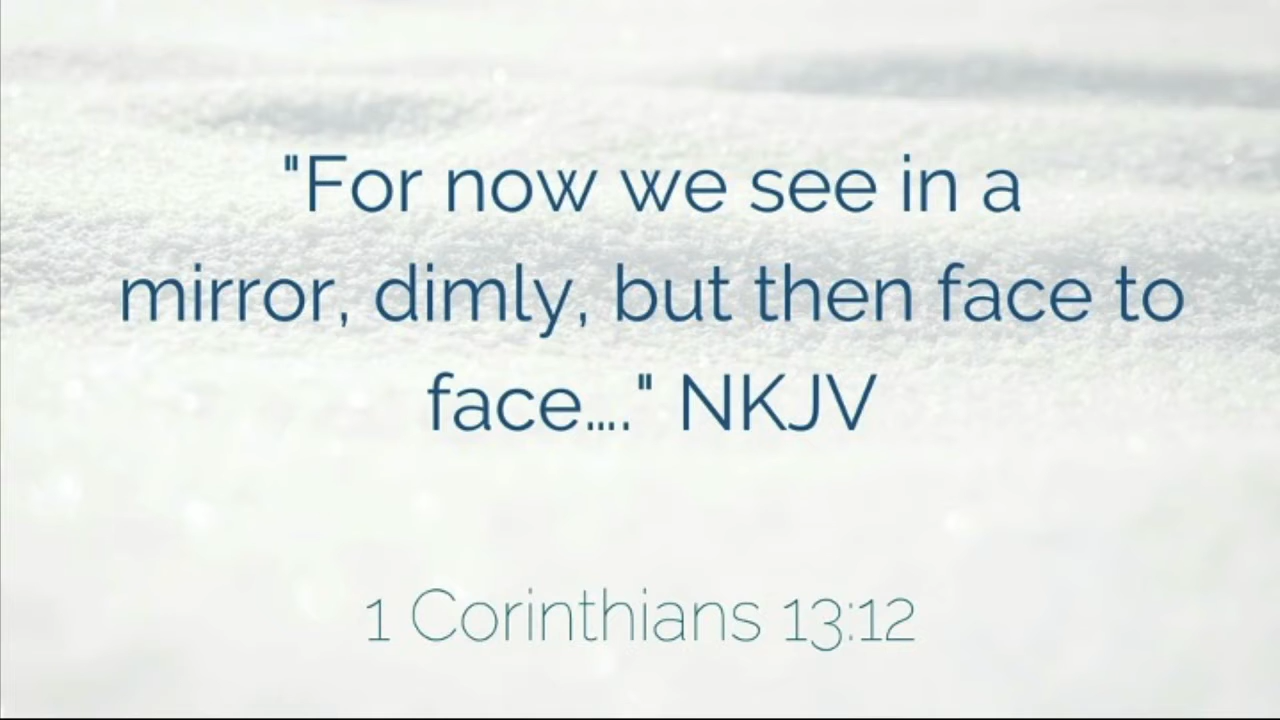 "For now we see in a
mirror, dimly, but then face to
face...." NKJV
1 Corinthians 13:12